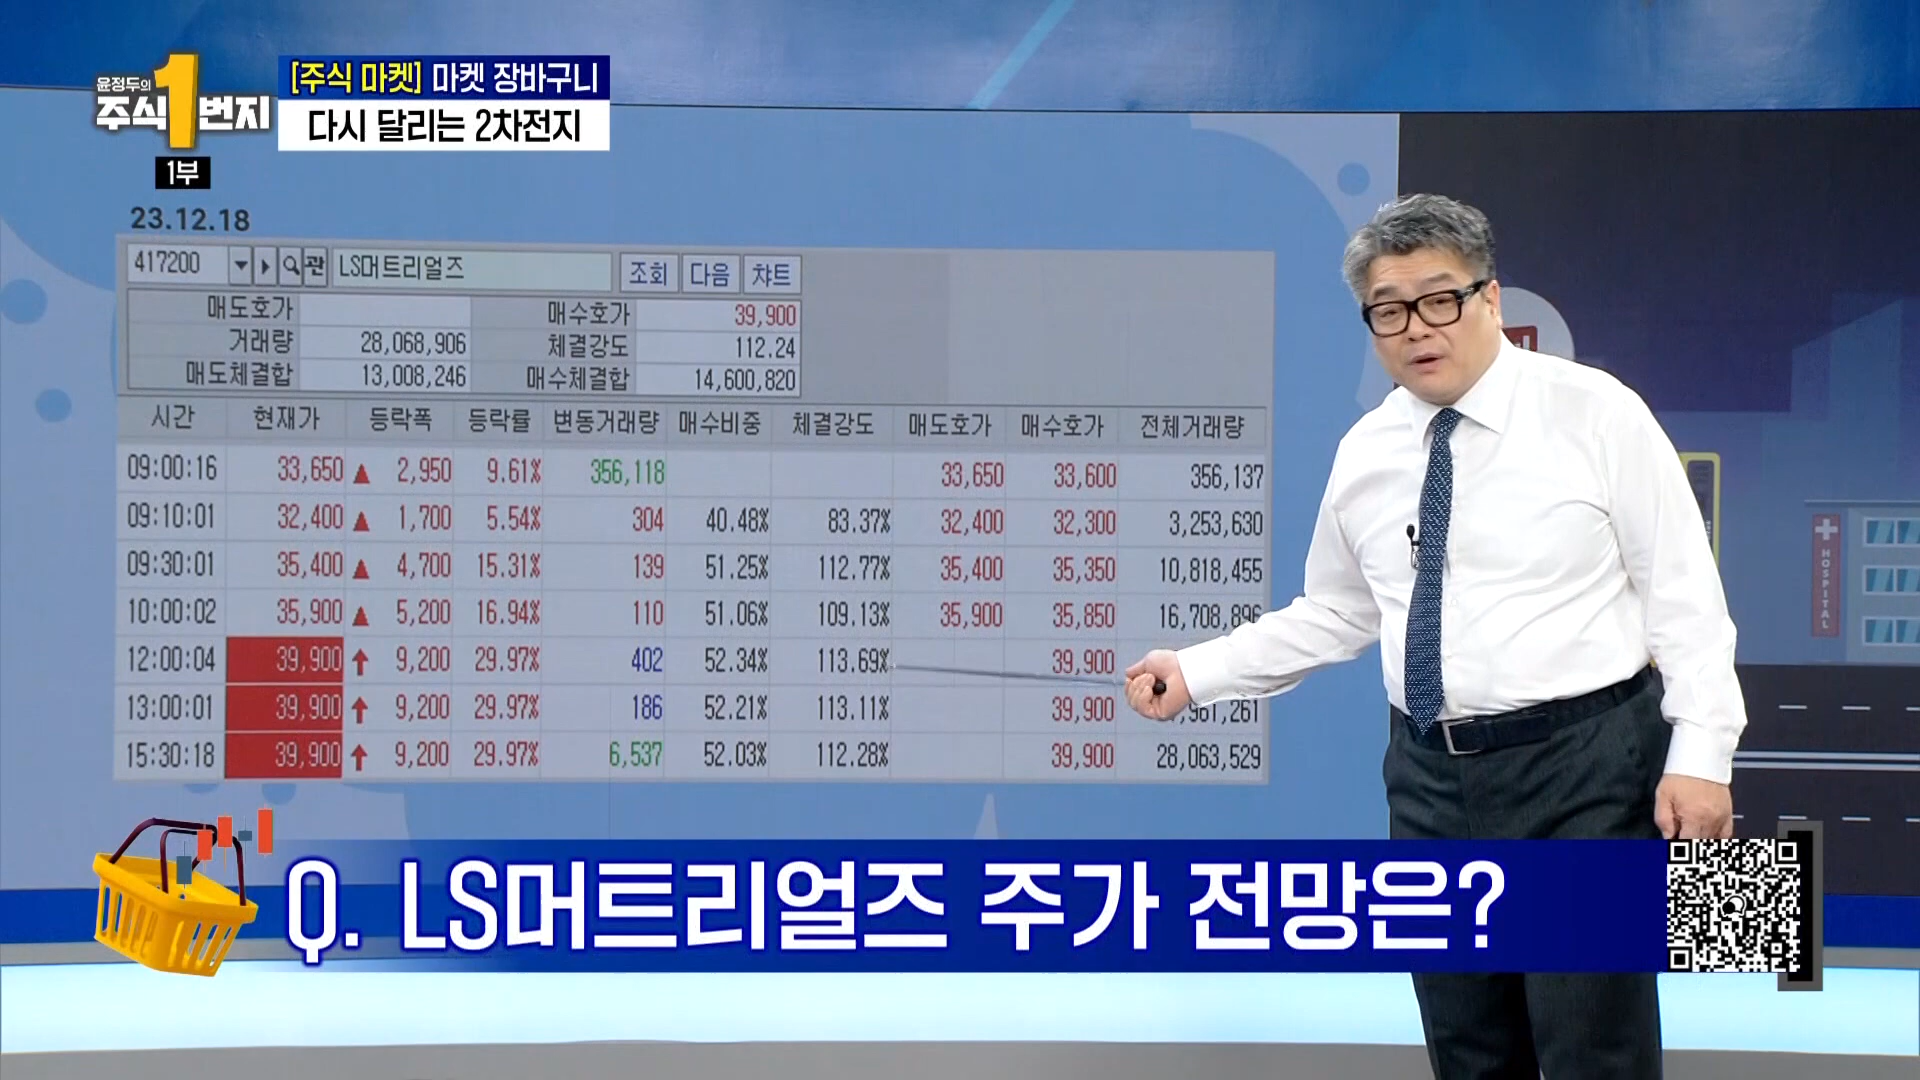 윤정두의
주식1번지
1부
[주식 마켓] 마켓 장바구니
다시 달리는 2차전지
23.12.18
417200 관 LS머트리얼즈 조회 다음 챠트
매도호가 매수호가 39,900
거래량 28,068,906 체결강도 112.24
매도체결합 13,008,246 매수체결합 14,600,820
시간 현재가 등락폭 등락률 변동거래량 매수비중 체결강도 매도호가 매수호가 전체거래량
09:00:16 33,650 ▲ 2,950 9.61% 356,118 33,650 33,600 356,137
09:10:01 32,400 ▲ 1,700 5.54% 304 40.48% 83.37% 32,400 32,300 3,253,630
09:30:01 35,400 ▲ 4,700 15.31% 139 51.25% 112.77% 35,400 35,350 10,818,455
10:00:02 35,900 ▲ 5,200 16.94% 110 51.06% 109.13% 35,900 35,850 16,708,896
12:00:04 39,900 ↑ 9,200 29.97% 402 52.34% 113.69% 39,900
13:00:01 39,900 ↑ 9,200 29.97% 186 52.21% 113.11% 39,900
15:30:18 39,900 ↑ 9,200 29.97% 6,537 52.03% 112.28% 39,900 28,063,529
HOSPITAL
Q. LS머트리얼즈 주가 전망은?